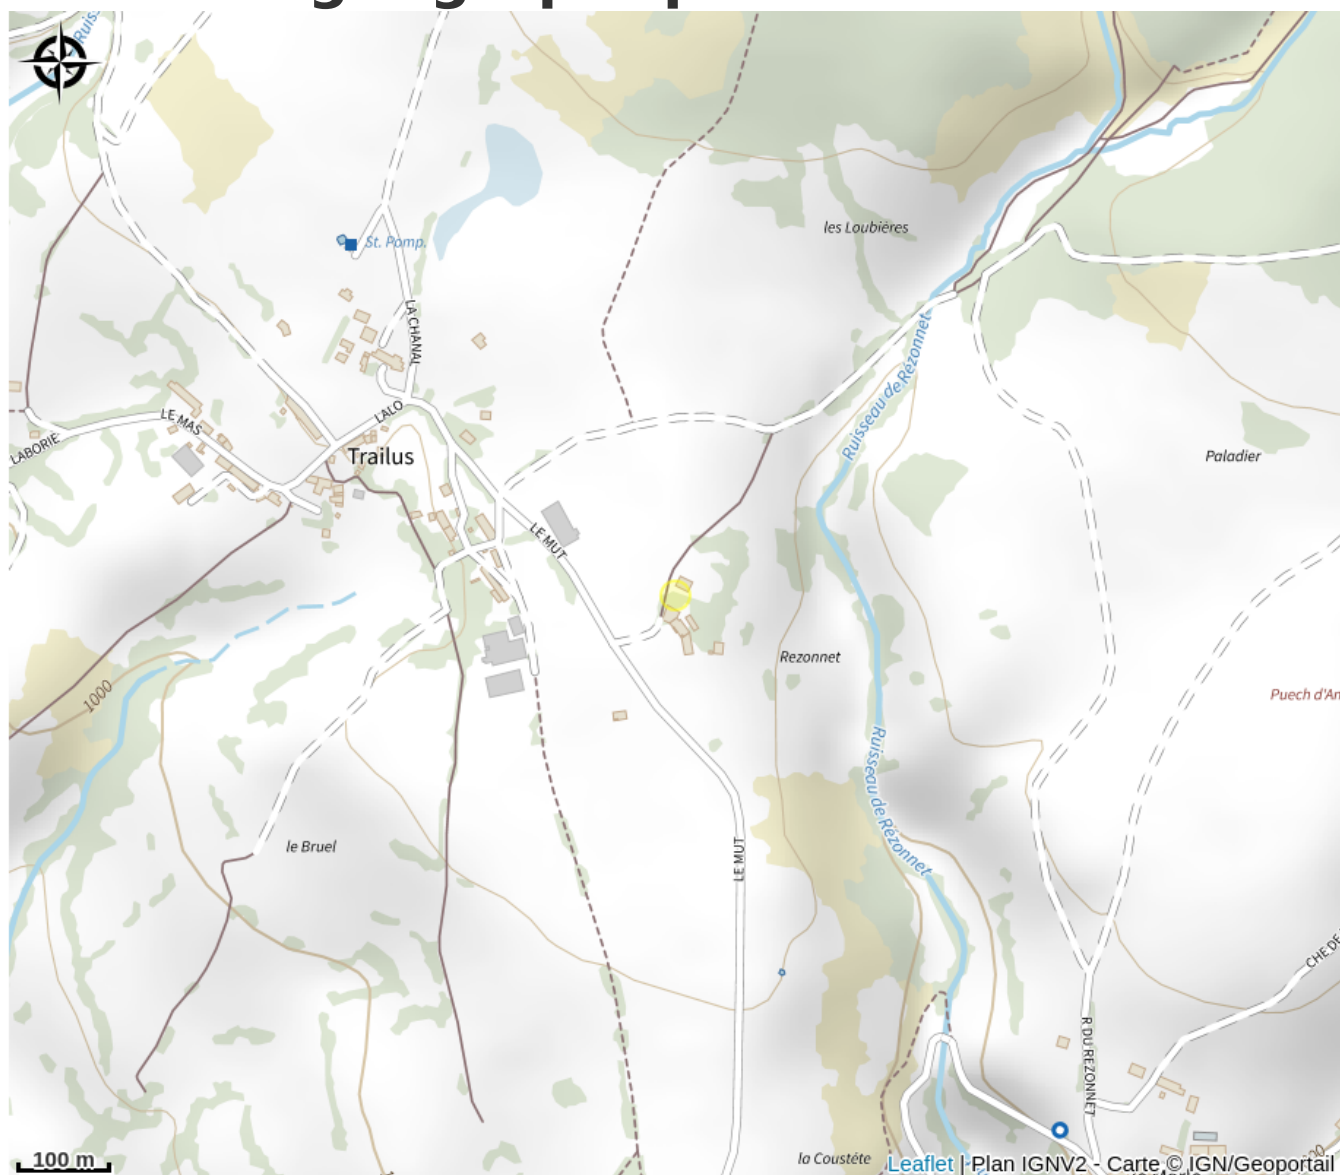 Ruis
St. Pomp.
les Loubières
LA CHANAL
Ruisseau de Rezonnet
LALO
LE MAS
LABORIE
Trailus
Paladier
LE MUT
Rezonnet
1000
Puech d'An
Ruisseau de Rezonnet
le Bruel
LE MUT
CHE DE
R DU REZONNET
la Coustéte
100 m
Leaflet | Plan IGNV2 - Carte © IGN/Geoportail